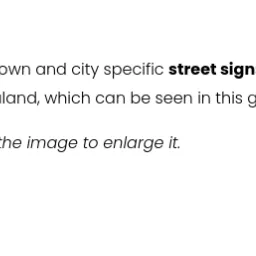 own and city specific street sign
land, which can be seen in this g
the image to enlarge it.